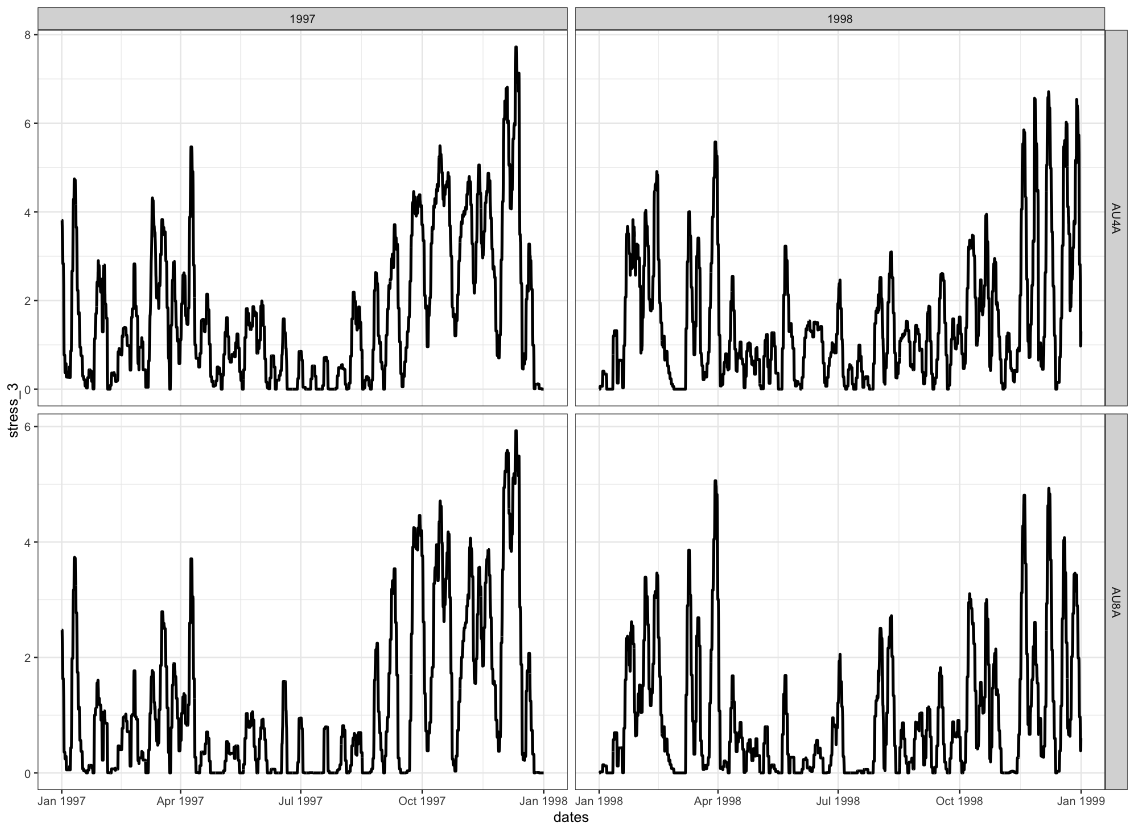 1997
1998
8
6
4
2
0
AU4A
stress_3
6
4
2
0
AU8A
Jan 1997
Apr 1997
Jul 1997
Oct 1997
Jan 1998
Jan 1998
Apr 1998
Jul 1998
Oct 1998
Jan 1999
dates